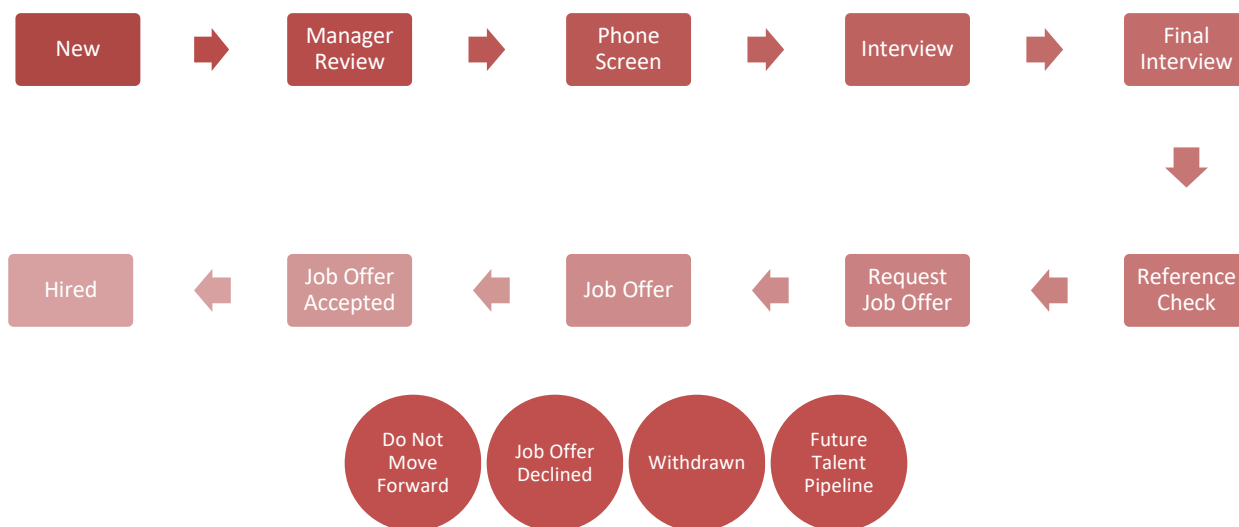 New
Manager
Review
Phone
Screen
Interview
Final
Interview
Hired
Job Offer
Accepted
Job Offer
Request
Job Offer
Reference
Check
Do Not
Move
Forward
Job Offer
Declined
Withdrawn
Future
Talent
Pipeline